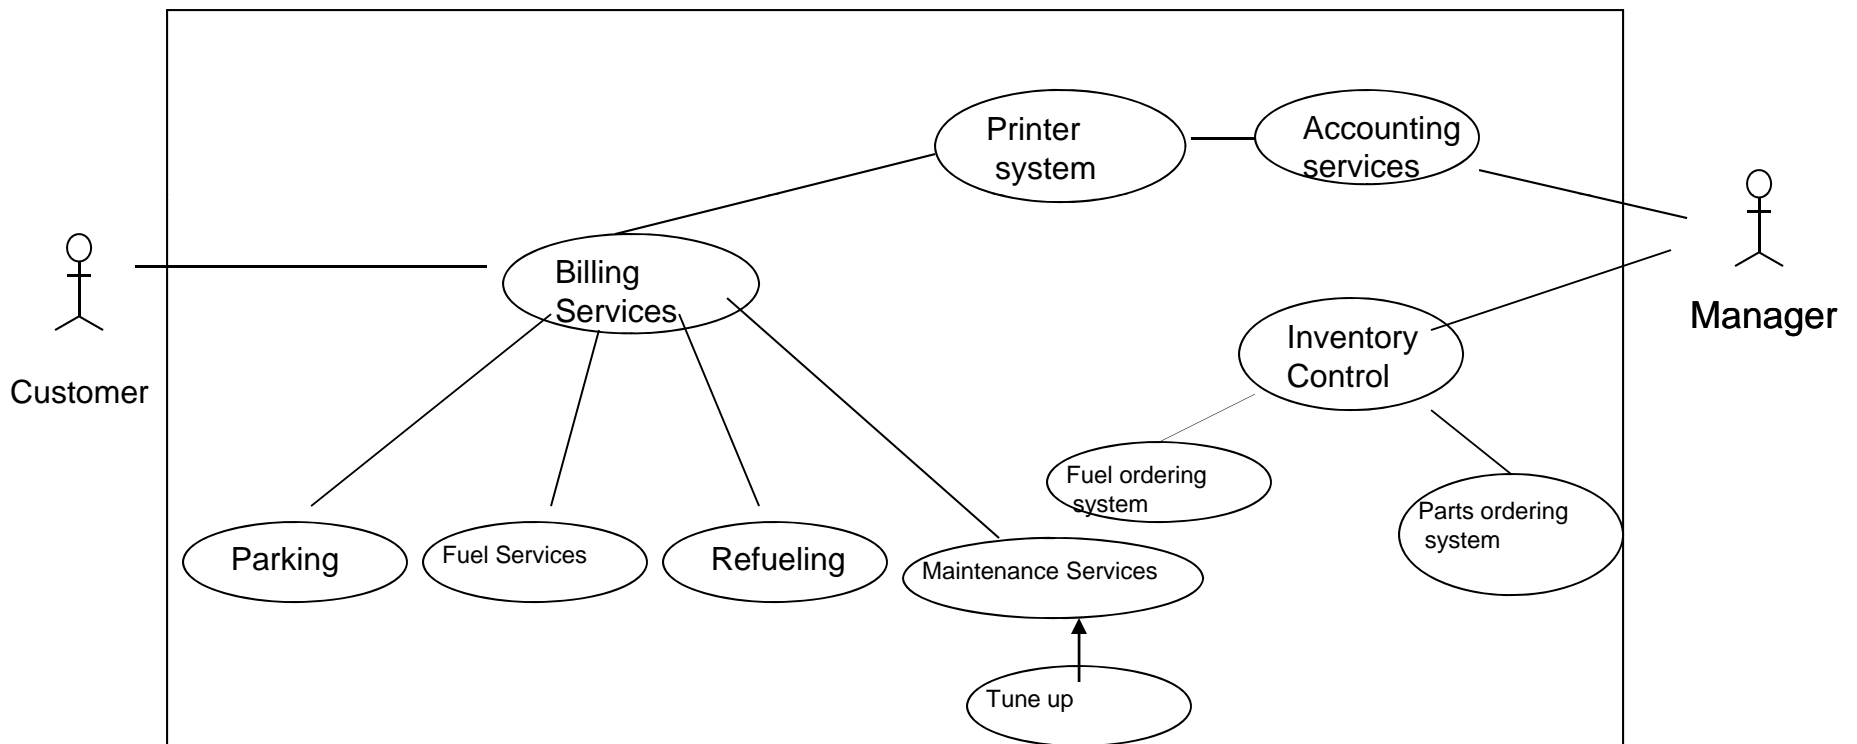 Printer
system
Accounting
services
Billing
Services
Manager
Inventory
Control
Customer
Fuel ordering
system
Parts ordering
system
Parking
Fuel Services
Refueling
Maintenance Services
Tune up